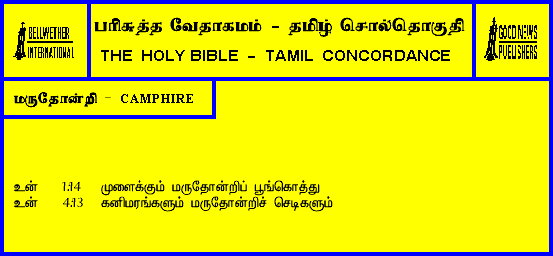 BELLWETHER
INTERNATIONAL
பரிசுத்த வேதாகமம் - தமிழ் சொல்தொகுதி
THE HOLY BIBLE - TAMIL CONCORDANCE
GOOD NEWS
PUBLISHERS
மருதோன்றி - CAMPHIRE
உன் 1:14 முளைக்கும் மருதோன்றிப் பூங்கொத்து
உன் 4:13 கனிமரங்களும் மருதோன்றிச் செடிகளும்